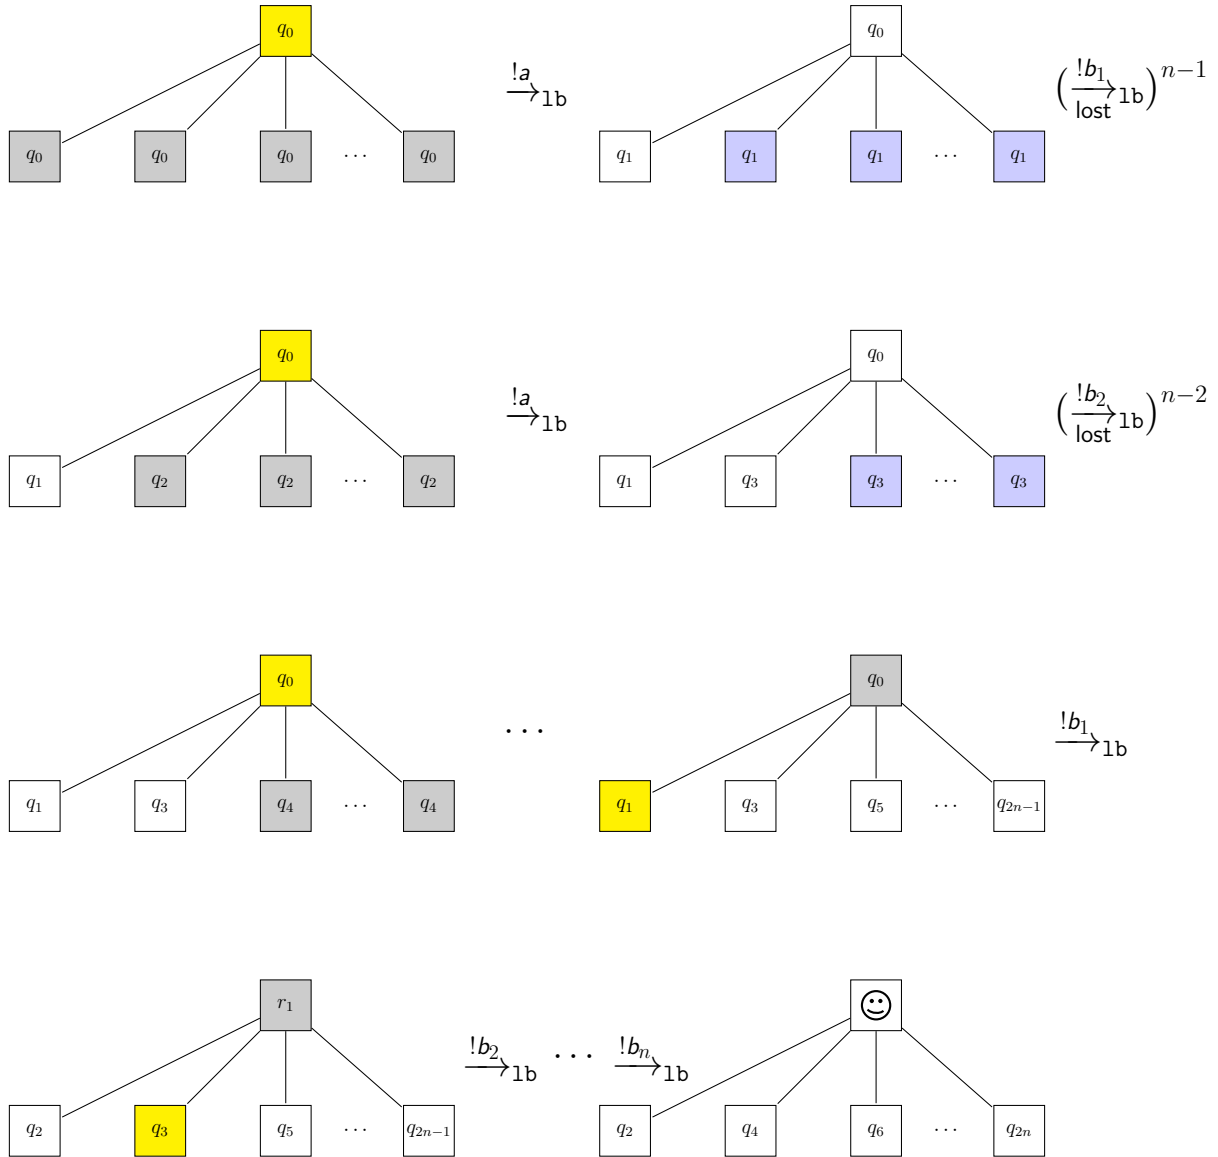 q₀ q₀
!a →lb (!b₁ →lb lost)ⁿ⁻¹
q₀ q₀ q₀ ... q₀ q₁ q₁ q₁ ... q₁
q₀ q₀
!a →lb (!b₂ →lb lost)ⁿ⁻²
q₁ q₂ q₂ ... q₂ q₁ q₃ q₃ ... q₃
q₀ q₀
... !b₁ →lb
q₁ q₃ q₄ ... q₄ q₁ q₃ q₅ ... q₂ₙ₋₁
r₁ ☺
!b₂ →lb ... !bₙ →lb
q₂ q₃ q₅ ... q₂ₙ₋₁ q₂ q₄ q₆ ... q₂ₙ